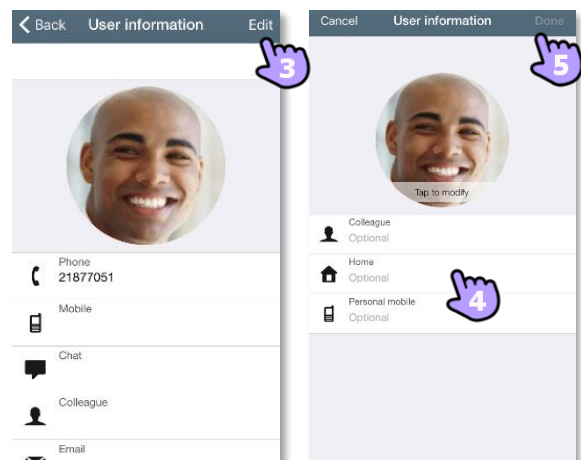 Back User information Edit
3
Phone
21877051
Mobile
Chat
Colleague
Email
Cancel User information Done
5
Tap to modify
Colleague
Optional
Home
Optional
4
Personal mobile
Optional